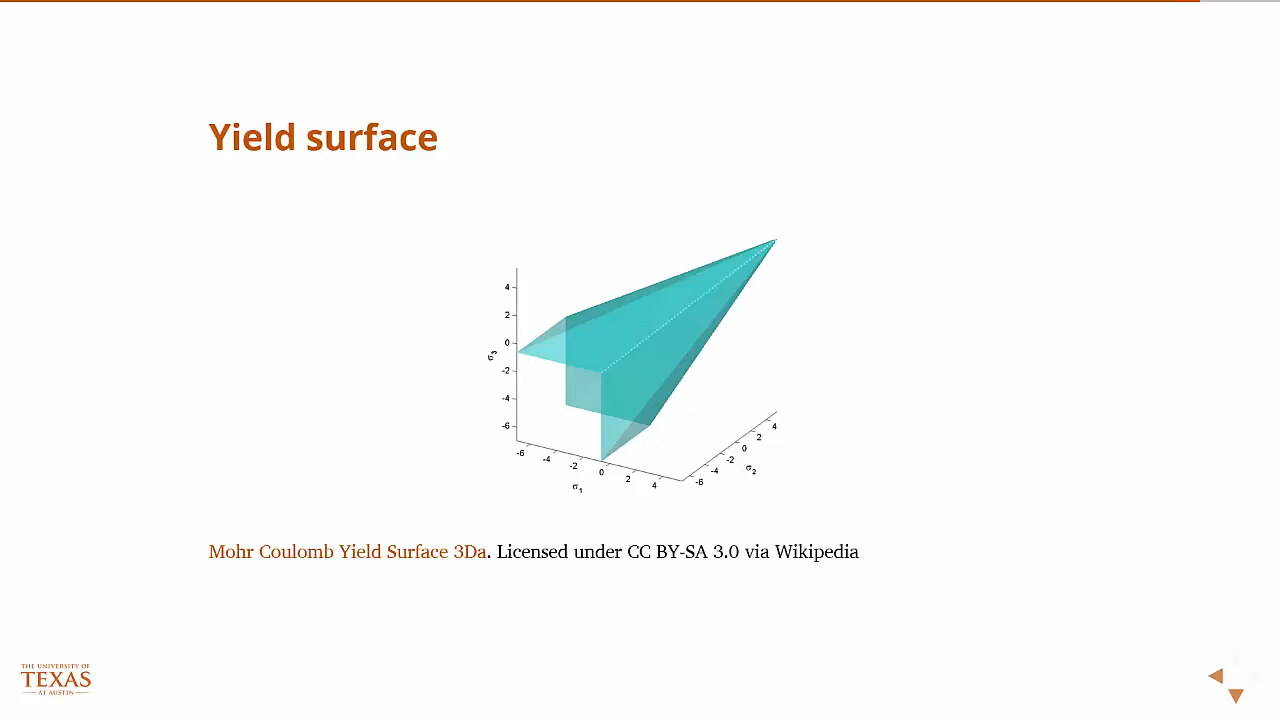 Yield surface
4
2
0
-2
-4
-6
σ3
-6
-4
-2
0
2
4
σ1
-6
-4
-2
0
2
4
σ2
Mohr Coulomb Yield Surface 3Da. Licensed under CC BY-SA 3.0 via Wikipedia
THE UNIVERSITY OF
TEXAS
AT AUSTIN